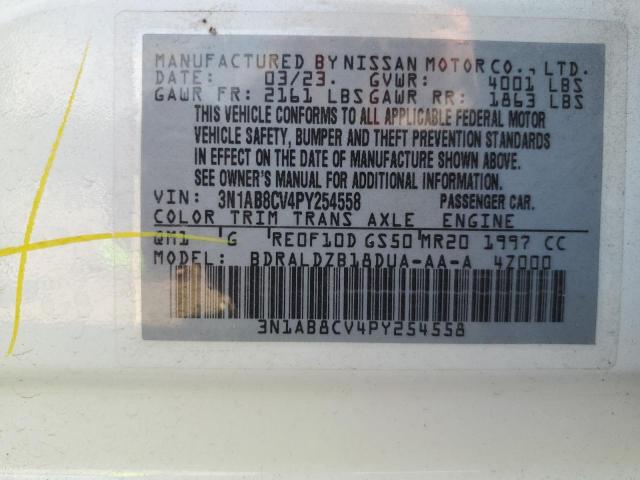 MANUFACTURED BY NISSAN MOTOR CO., LTD.
DATE: 03/23. GVWR: 4001 LBS
GAWR FR: 2161 LBS GAWR RR: 1863 LBS
THIS VEHICLE CONFORMS TO ALL APPLICABLE FEDERAL MOTOR
VEHICLE SAFETY, BUMPER AND THEFT PREVENTION STANDARDS
IN EFFECT ON THE DATE OF MANUFACTURE SHOWN ABOVE.
SEE OWNER'S MANUAL FOR ADDITIONAL INFORMATION.
VIN: 3N1AB8CV4PY254558 PASSENGER CAR.
COLOR TRIM TRANS AXLE ENGINE
QM1 G RE0F10D GS50 MR20 1997 CC
MODEL: BDRALDZB18DUA-AA-A 47000
3N1AB8CV4PY254558